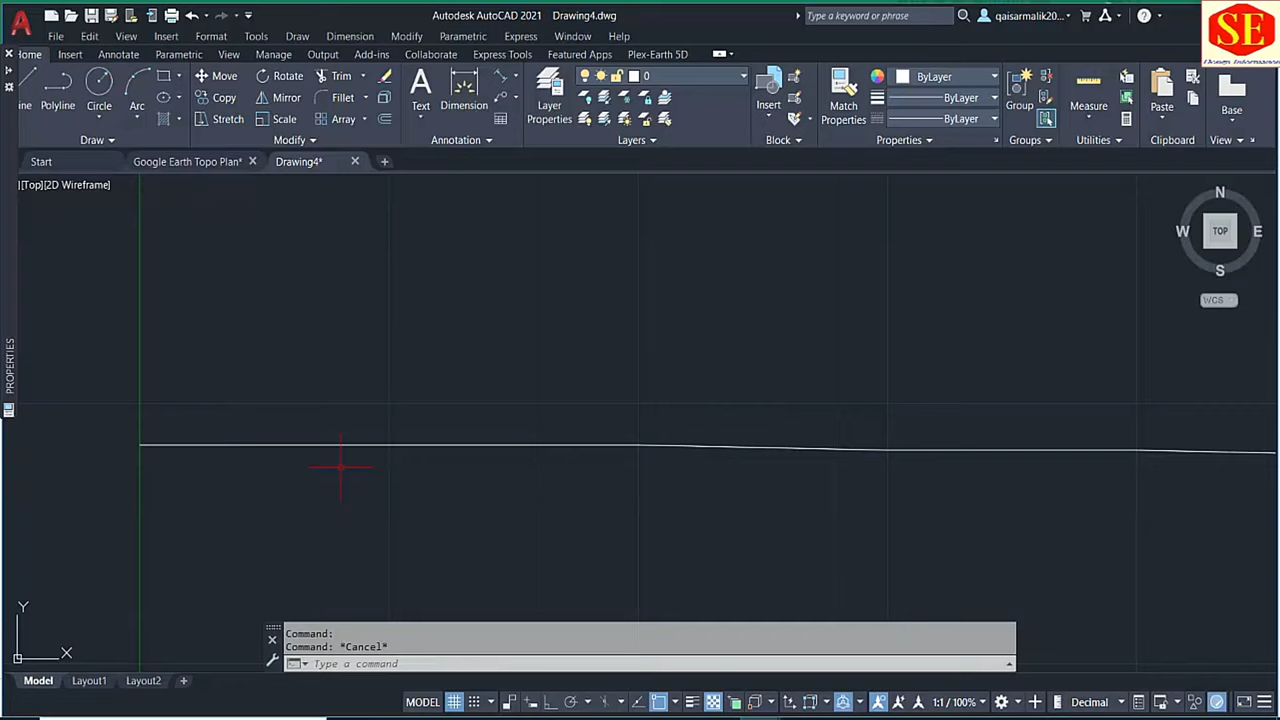 Autodesk AutoCAD 2021 Drawing4.dwg
Type a keyword or phrase
qaisarmalik20...
SE
File Edit View Insert Format Tools Draw Dimension Modify Parametric Express Window Help
Home Insert Annotate Parametric View Manage Output Add-ins Collaborate Express Tools Featured Apps Plex-Earth 5D
Move Rotate Trim
0
ByLayer
Copy Mirror Fillet
ByLayer
Polyline Circle Arc
Stretch Scale Array
Text Dimension
Layer
Properties
Insert
Match
Properties
ByLayer
Group
Measure
Paste
Base
Draw Modify Annotation Layers Block Properties Groups Utilities Clipboard View
Start Google Earth Topo Plan* Drawing4*
][Top][2D Wireframe]
N
W TOP E
S
WCS
PROPERTIES
Y
X
Command:
Command: *Cancel*
Type a command
Model Layout1 Layout2
MODEL 1:1 / 100% Decimal